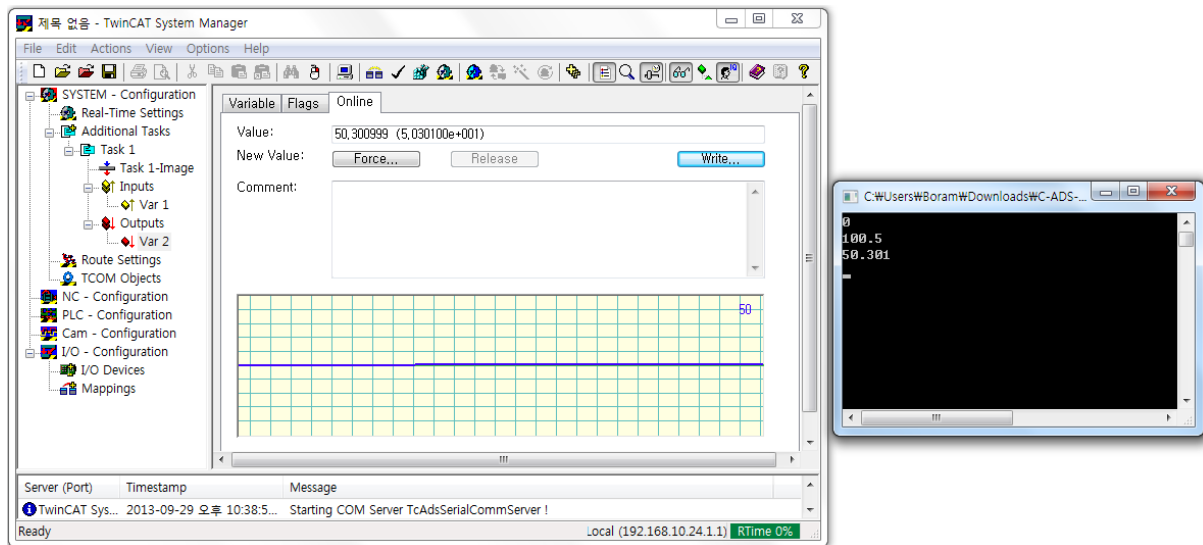 제목 없음 - TwinCAT System Manager
File Edit Actions View Options Help
SYSTEM - Configuration
Real-Time Settings
Additional Tasks
Task 1
Task 1-Image
Inputs
Var 1
Outputs
Var 2
Route Settings
TCOM Objects
NC - Configuration
PLC - Configuration
Cam - Configuration
I/O - Configuration
I/O Devices
Mappings
Variable Flags Online
Value: 50,300999 (5,030100e+001)
New Value: Force,,, Release Write,,,
Comment:
50
Server (Port) Timestamp Message
TwinCAT Sys... 2013-09-29 오후 10:38:5... Starting COM Server TcAdsSerialCommServer !
Ready Local (192.168.10.24.1.1) RTime 0%
C:₩Users₩Boram₩Downloads₩C-ADS-...
0
100.5
50.301